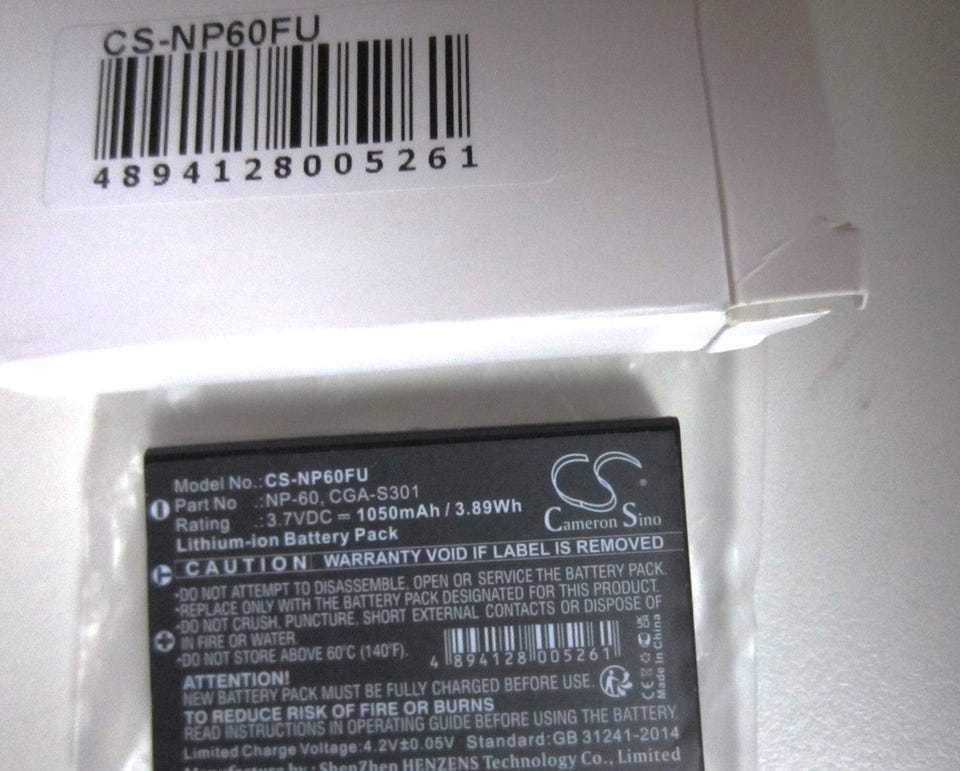 CS-NP60FU
4894128005261
Model No.:CS-NP60FU
Part No .:NP-60, CGA-S301
Rating .:3.7VDC = 1050mAh / 3.89Wh
Lithium-ion Battery Pack
CS
Cameron Sino
CAUTION WARRANTY VOID IF LABEL IS REMOVED
•DO NOT ATTEMPT TO DISASSEMBLE, OPEN OR SERVICE THE BATTERY PACK.
•REPLACE ONLY WITH THE BATTERY PACK DESIGNATED FOR THIS PRODUCT.
•DO NOT CRUSH, PUNCTURE, SHORT EXTERNAL CONTACTS OR DISPOSE OF
IN FIRE OR WATER.
•DO NOT STORE ABOVE 60°C (140°F).
4 894128 005261
CE
Made in China
ATTENTION!
NEW BATTERY PACK MUST BE FULLY CHARGED BEFORE USE.
TO REDUCE RISK OF FIRE OR BURNS
READ INSTRUCTIONS IN OPERATING GUIDE BEFORE USING THE BATTERY.
Limited Charge Voltage:4.2V±0.05V Standard:GB 31241-2014
Manufacturer by :ShenZhen HENZENS Technology Co., Limited